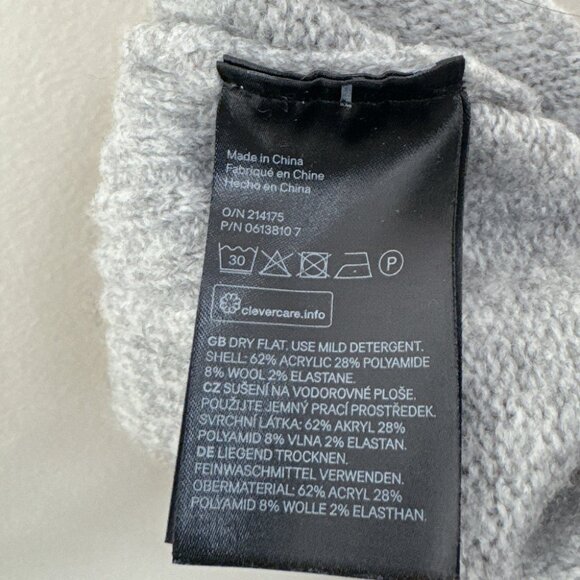 Made in China
Fabriqué en Chine
Hecho en China
O/N 214175
P/N 0613810 7
30
P
clevercare.info
GB DRY FLAT. USE MILD DETERGENT.
SHELL: 62% ACRYLIC 28% POLYAMIDE
8% WOOL 2% ELASTANE.
CZ SUŠENÍ NA VODOROVNÉ PLOŠE.
POUŽIJTE JEMNÝ PRACÍ PROSTŘEDEK.
SVRCHNÍ LÁTKA: 62% AKRYL 28%
POLYAMID 8% VLNA 2% ELASTAN.
DE LIEGEND TROCKNEN.
FEINWASCHMITTEL VERWENDEN.
OBERMATERIAL: 62% ACRYL 28%
POLYAMID 8% WOLLE 2% ELASTHAN.